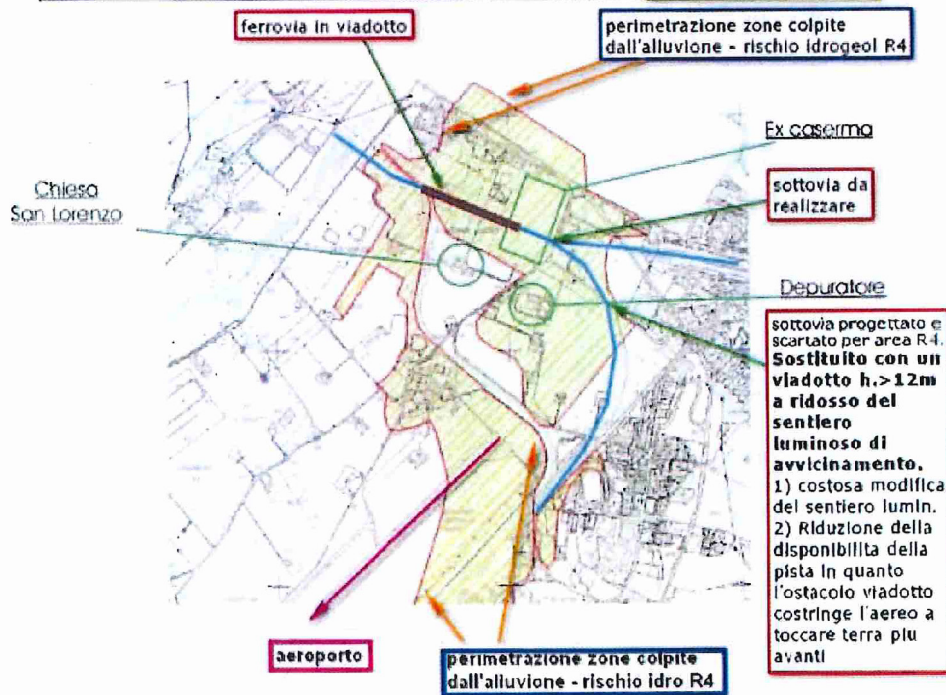 ferrovia in viadotto
perimetrazione zone colpite
dall'alluvione - rischio idrogeol R4
Ex caserma
Chiesa
San Lorenzo
sottovia da
realizzare
Depuratore
sottovia progettato e
scartato per area R4.
Sostituito con un
viadotto h.>12m
a ridosso del
sentiero
luminoso di
avvicinamento.
1) costosa modifica
del sentiero lumin.
2) Riduzione della
disponibilita della
pista in quanto
l'ostacolo viadotto
costringe l'aereo a
toccare terra piu
avanti
aeroporto
perimetrazione zone colpite
dall'alluvione - rischio idro R4